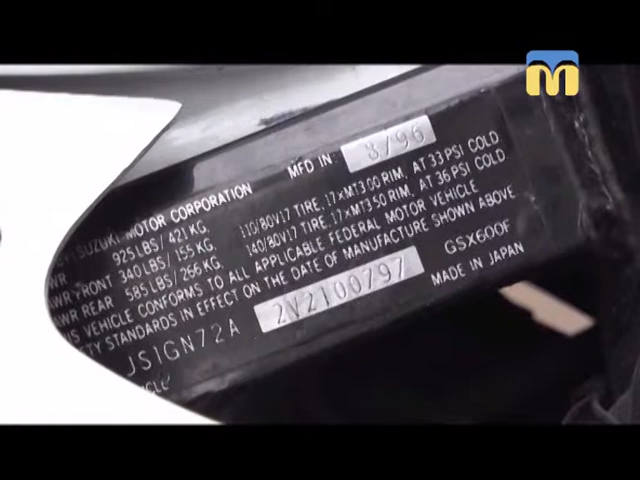 M
MFD IN: 8/96
SUZUKI MOTOR CORPORATION
925 LBS/ 421 KG.
FRONT 340 LBS/ 155 KG. 110/80V17 TIRE, 17×MT3.00 RIM, AT 33 PSI COLD
REAR 585 LBS/ 266 KG. 140/80V17 TIRE, 17×MT3.50 RIM, AT 36 PSI COLD
VEHICLE CONFORMS TO ALL APPLICABLE FEDERAL MOTOR VEHICLE
STANDARDS IN EFFECT ON THE DATE OF MANUFACTURE SHOWN ABOVE
JS1GN72A 2V2100797 GSX600F
MADE IN JAPAN